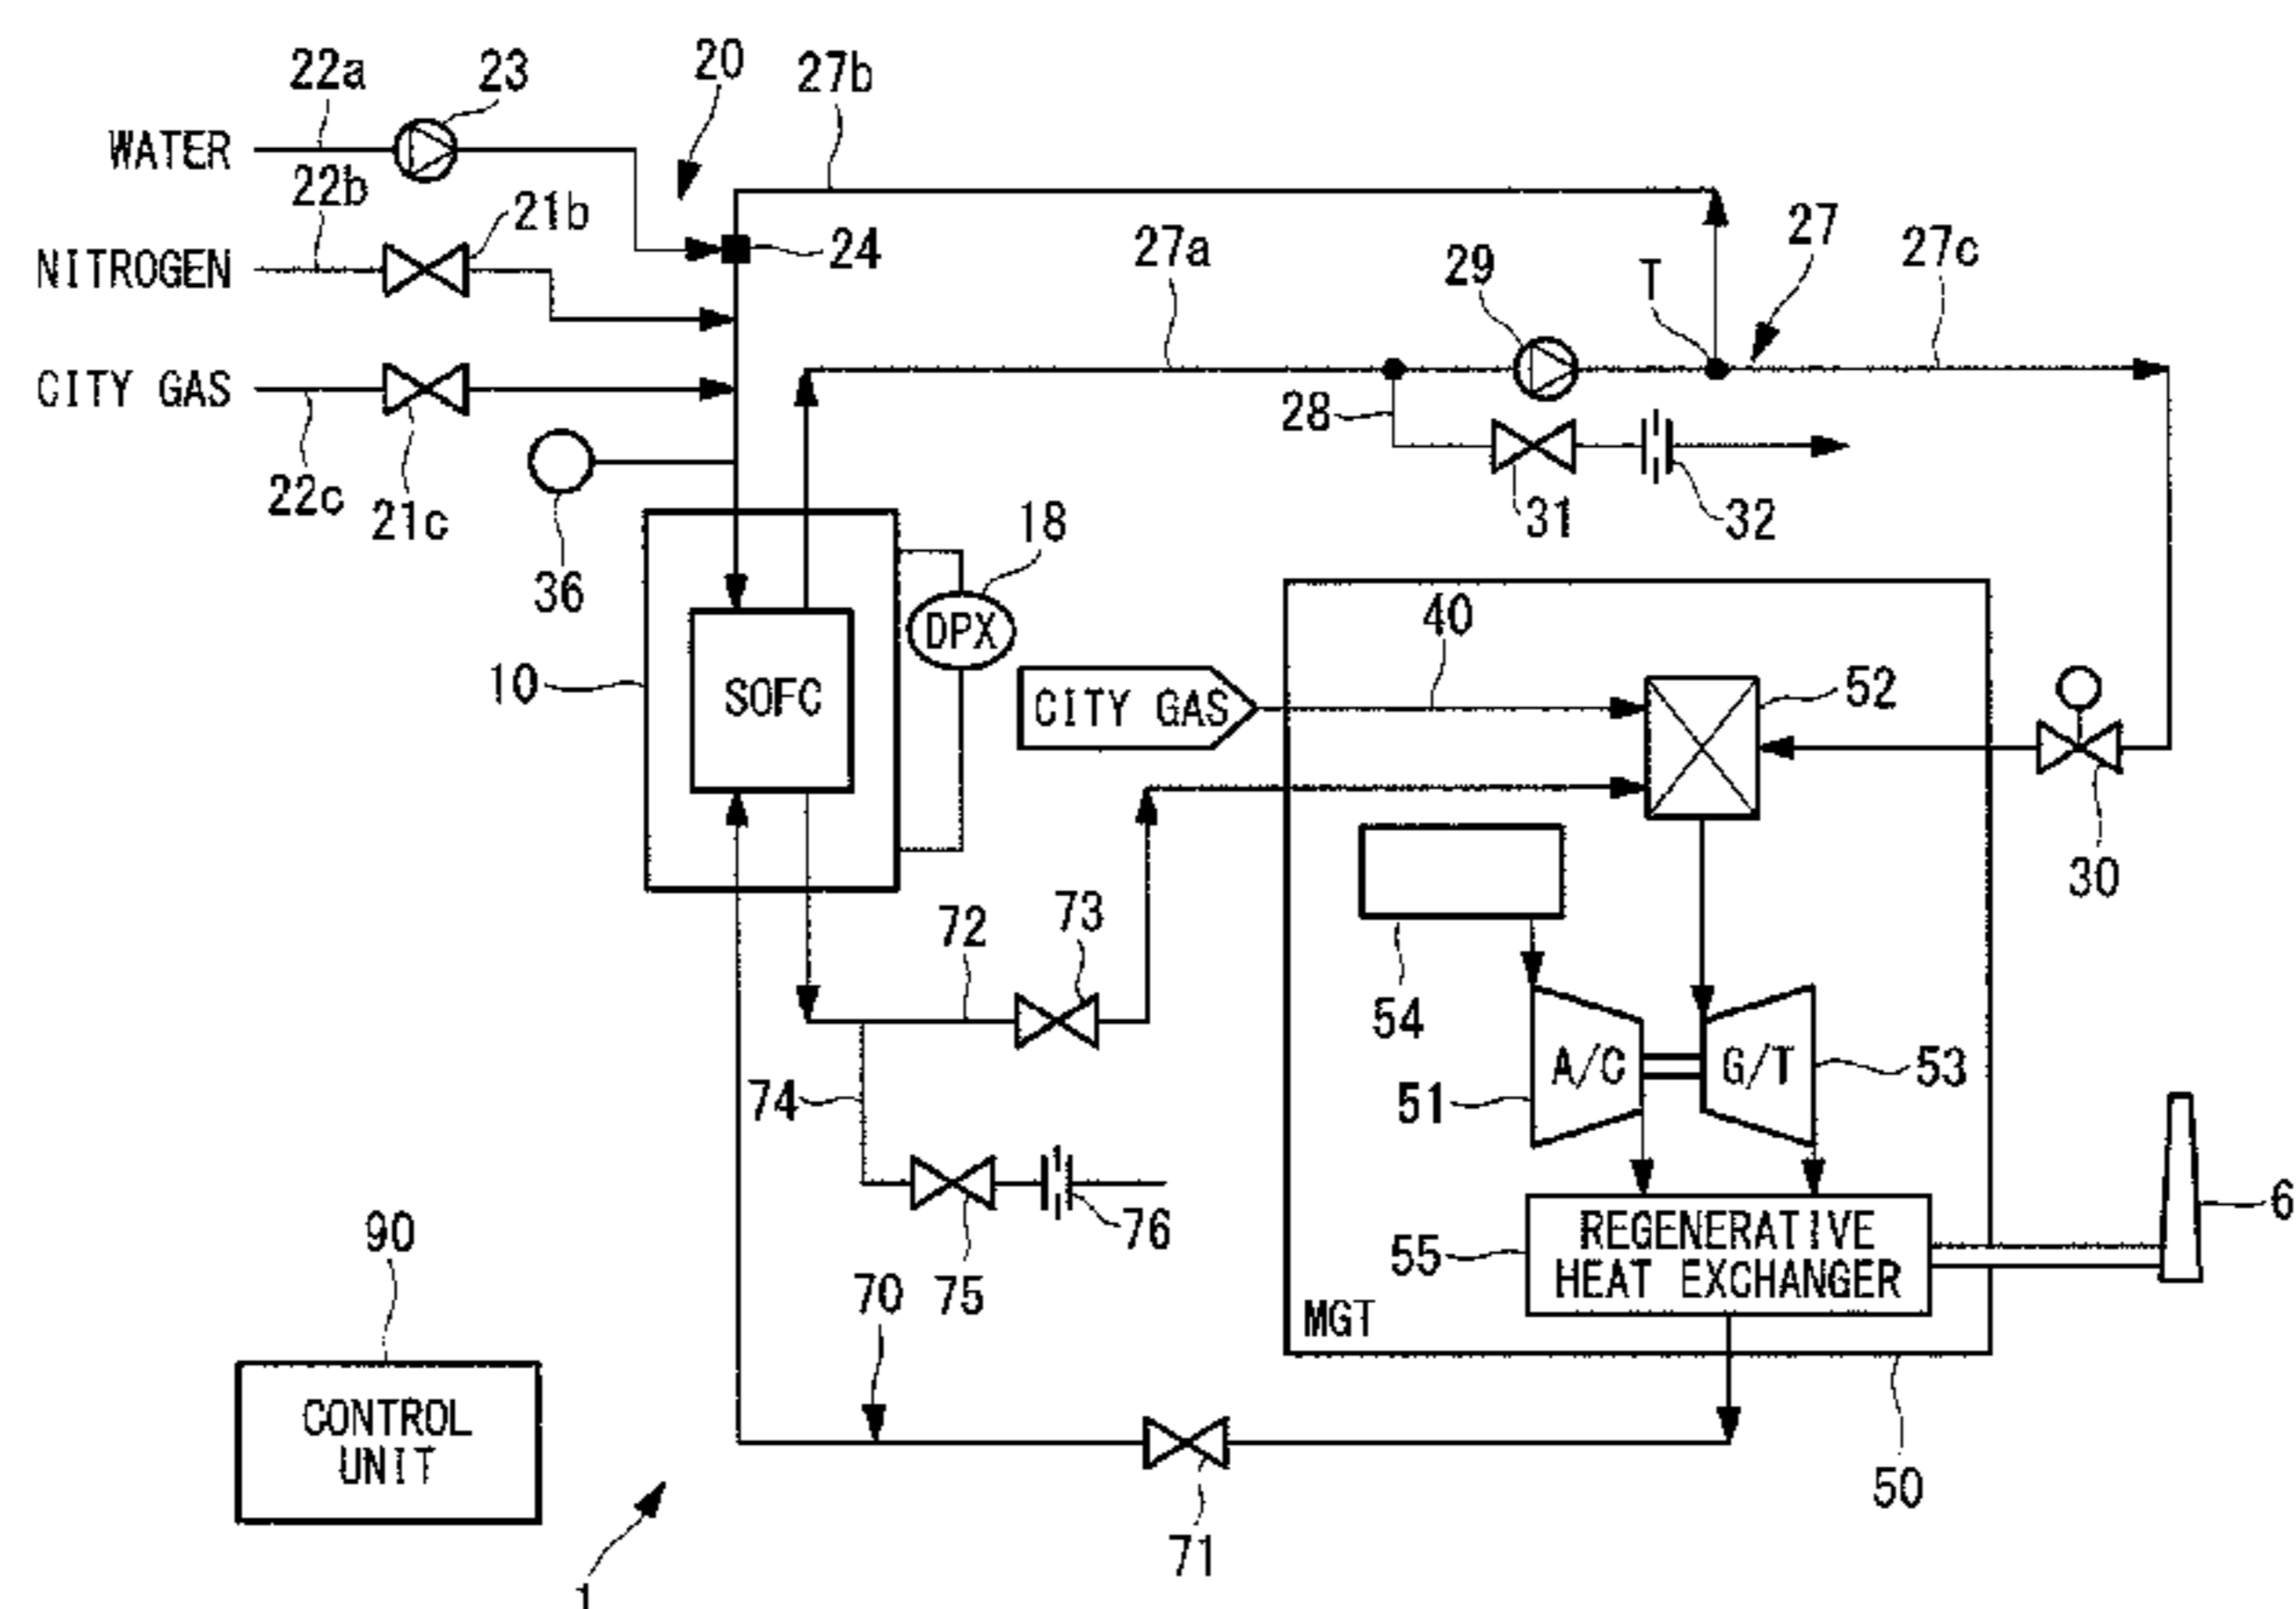 22a
23
20
27b
WATER
22b
21b
24
27a
29
T
27
27c
NITROGEN
CITY GAS
28
22c
21c
31
32
36
18
DPX
10
SOFC
40
CITY GAS
52
30
72
73
54
A/C
G/T
53
51
74
6
76
75
REGENERATIVE
HEAT EXCHANGER
55
MGT
90
70
CONTROL
UNIT
50
71
1